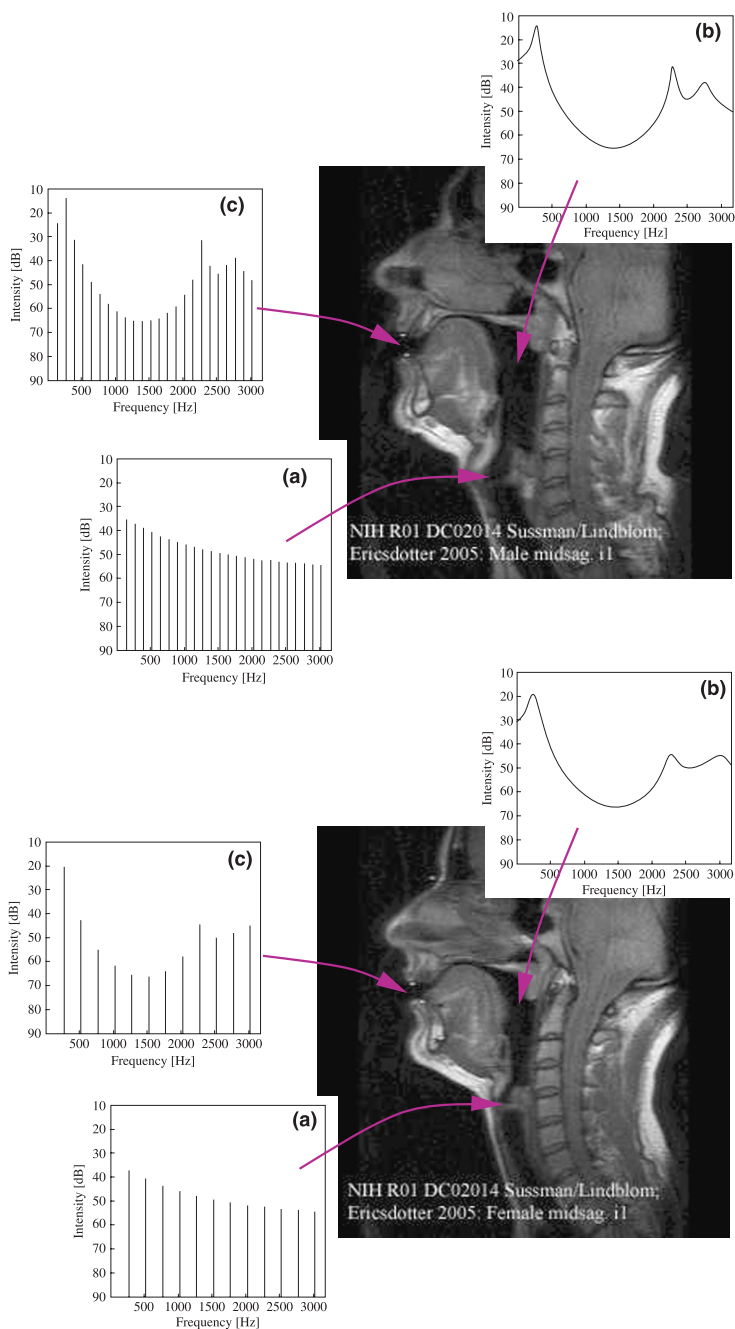 (b)
10
20
30
40
50
60
70
80
90
Intensity [dB]
500 1000 1500 2000 2500 3000
Frequency [Hz]
(c)
10
20
30
40
50
60
70
80
90
Intensity [dB]
500 1000 1500 2000 2500 3000
Frequency [Hz]
(a)
10
20
30
40
50
60
70
80
90
Intensity [dB]
500 1000 1500 2000 2500 3000
Frequency [Hz]
NIH R01 DC02014 Sussman/Lindblom;
Ericsdotter 2005; Male midsag. i1
(b)
10
20
30
40
50
60
70
80
90
Intensity [dB]
500 1000 1500 2000 2500 3000
Frequency [Hz]
(c)
10
20
30
40
50
60
70
80
90
Intensity [dB]
500 1000 1500 2000 2500 3000
Frequency [Hz]
(a)
10
20
30
40
50
60
70
80
90
Intensity [dB]
500 1000 1500 2000 2500 3000
Frequency [Hz]
NIH R01 DC02014 Sussman/Lindblom;
Ericsdotter 2005; Female midsag. i1